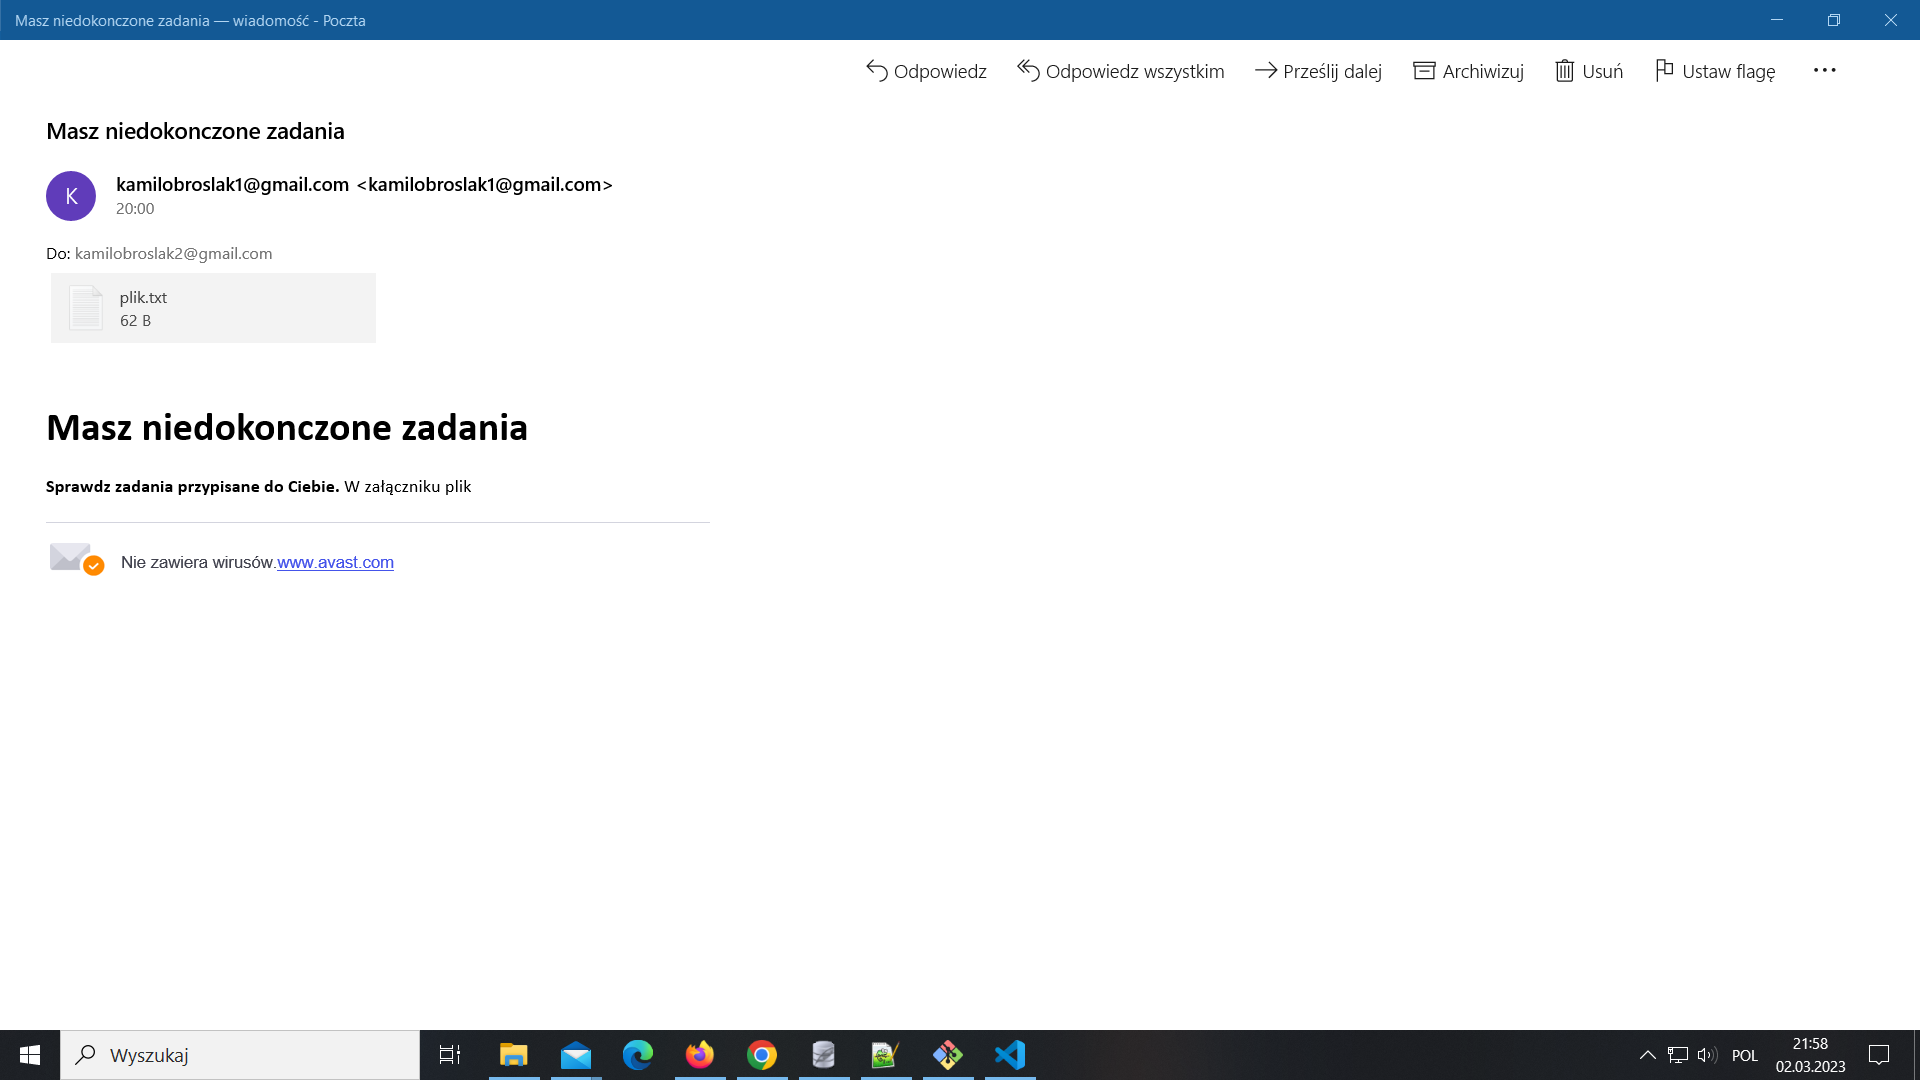 Masz niedokonczone zadania — wiadomość - Poczta
Odpowiedz Odpowiedz wszystkim Prześlij dalej Archiwizuj Usuń Ustaw flagę
Masz niedokonczone zadania
K
kamilobroslak1@gmail.com <kamilobroslak1@gmail.com>
20:00
Do: kamilobroslak2@gmail.com
plik.txt
62 B
Masz niedokonczone zadania
Sprawdz zadania przypisane do Ciebie. W załączniku plik
Nie zawiera wirusów.www.avast.com
Wyszukaj
POL
21:58
02.03.2023